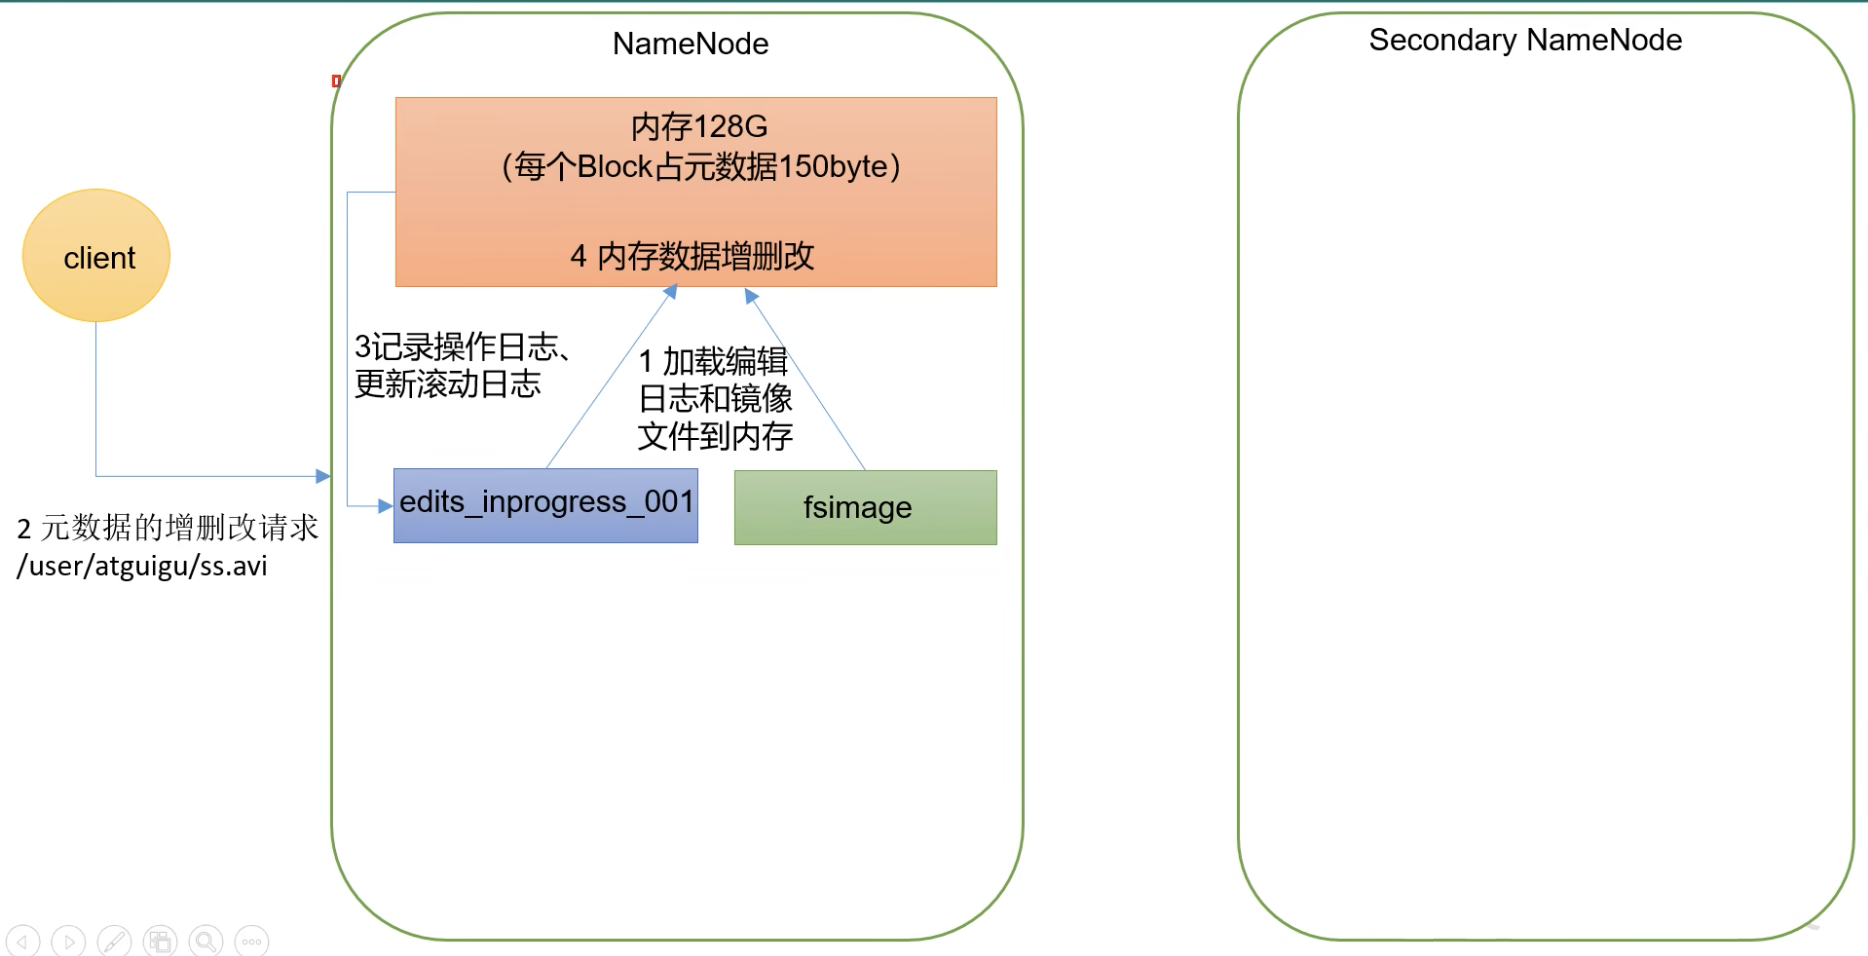 NameNode
Secondary NameNode
内存128G
（每个Block占元数据150byte）
4 内存数据增删改
client
3记录操作日志、
更新滚动日志
1 加载编辑
日志和镜像
文件到内存
edits_inprogress_001
fsimage
2 元数据的增删改请求
/user/atguigu/ss.avi